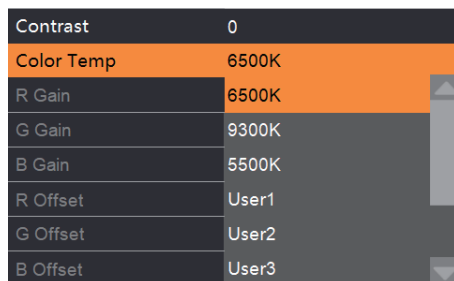 Contrast 0
Color Temp 6500K
R Gain 6500K
G Gain 9300K
B Gain 5500K
R Offset User1
G Offset User2
B Offset User3